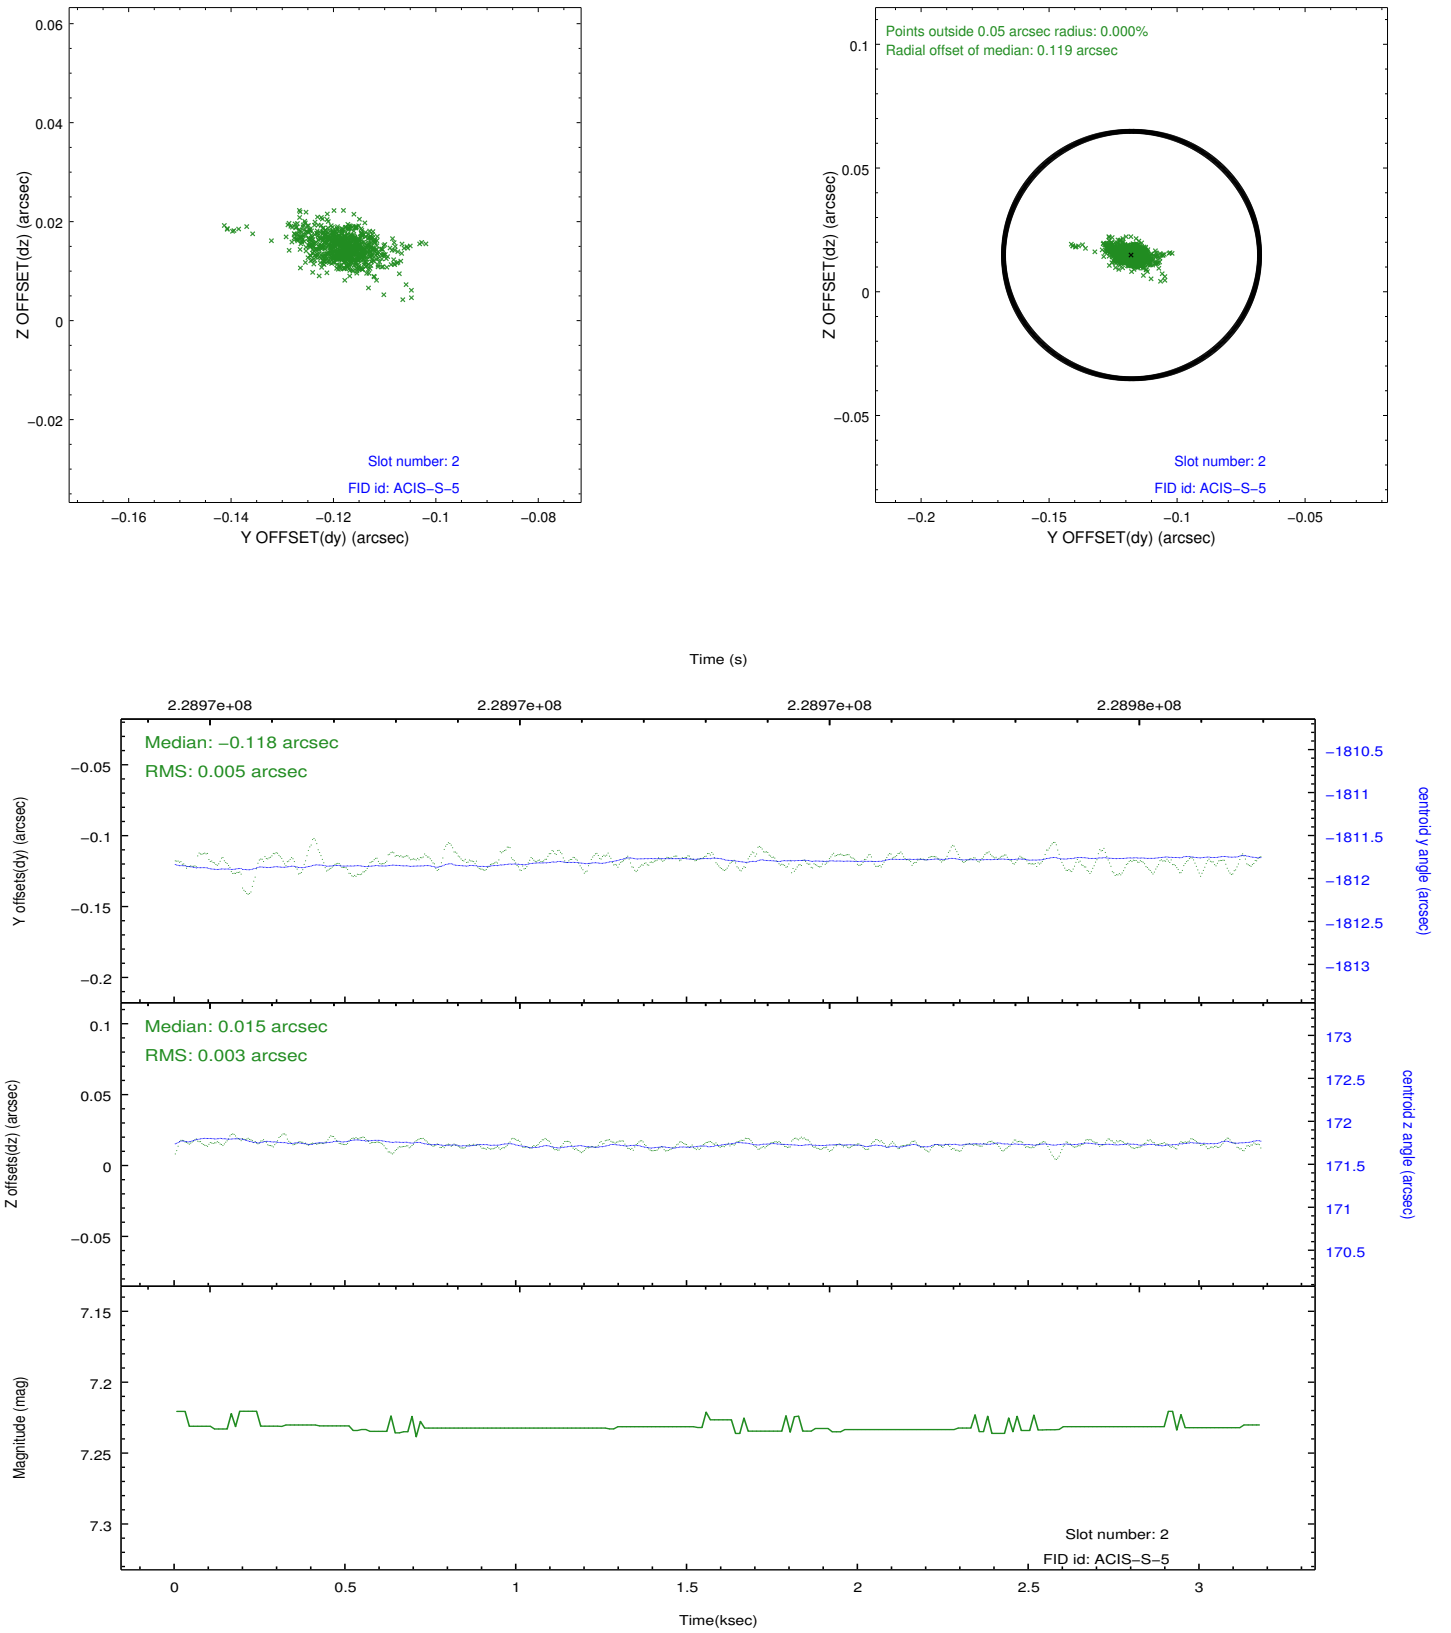 0.06
0.04
0.02
0
−0.02
Z OFFSET(dz) (arcsec)
Slot number: 2
FID id: ACIS−S−5
−0.16
−0.14
−0.12
−0.1
−0.08
Y OFFSET(dy) (arcsec)
Points outside 0.05 arcsec radius: 0.000%
Radial offset of median: 0.119 arcsec
0.1
0.05
0
−0.05
Z OFFSET(dz) (arcsec)
Slot number: 2
FID id: ACIS−S−5
−0.2
−0.15
−0.1
−0.05
Y OFFSET(dy) (arcsec)
Time (s)
2.2897e+08
2.2897e+08
2.2897e+08
2.2898e+08
Median: −0.118 arcsec
RMS: 0.005 arcsec
−0.05
−0.1
−0.15
−0.2
Y offsets(dy) (arcsec)
−1810.5
−1811
−1811.5
−1812
−1812.5
−1813
centroid y angle (arcsec)
Median: 0.015 arcsec
RMS: 0.003 arcsec
0.1
0.05
0
−0.05
Z offsets(dz) (arcsec)
173
172.5
172
171.5
171
170.5
centroid z angle (arcsec)
7.15
7.2
7.25
7.3
Magnitude (mag)
Slot number: 2
FID id: ACIS−S−5
0
0.5
1
1.5
2
2.5
3
Time(ksec)